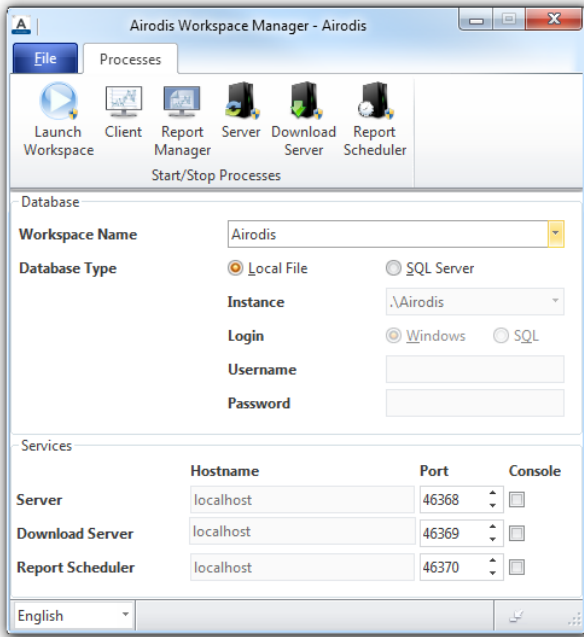 Airodis Workspace Manager - Airodis
File Processes
Launch Workspace Client Report Manager Server Download Server Report Scheduler
Start/Stop Processes
Database
Workspace Name Airodis
Database Type Local File SQL Server
Instance .\Airodis
Login Windows SQL
Username
Password
Services
Hostname Port Console
Server localhost 46368
Download Server localhost 46369
Report Scheduler localhost 46370
English